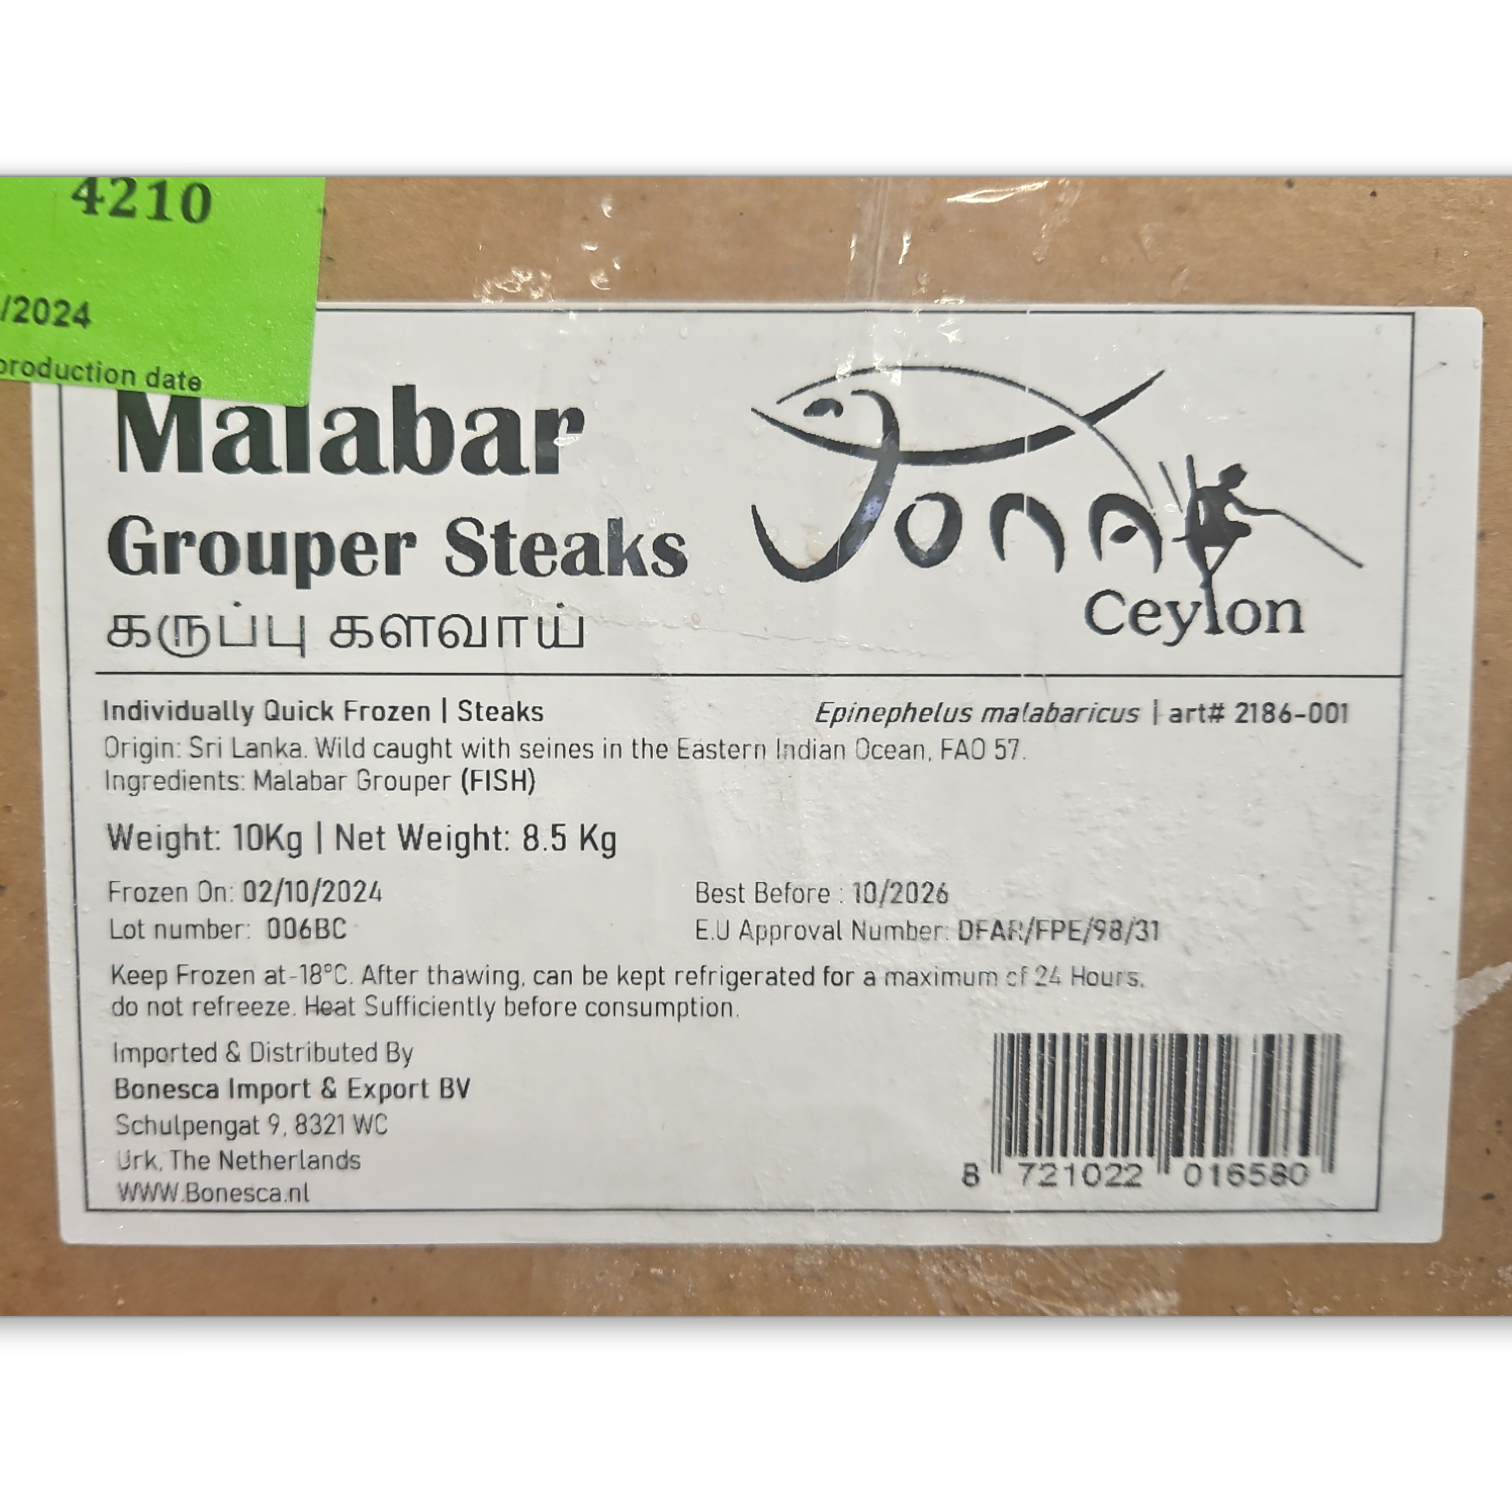 4210
/2024
production date
Malabar
Grouper Steaks
கருப்பு களவாய்
Jona
Ceylon
Individually Quick Frozen | Steaks
Epinephelus malabaricus | art# 2186-001
Origin: Sri Lanka. Wild caught with seines in the Eastern Indian Ocean, FAO 57.
Ingredients: Malabar Grouper (FISH)
Weight: 10Kg | Net Weight: 8.5 Kg
Frozen On: 02/10/2024
Best Before : 10/2026
Lot number: 006BC
E.U Approval Number: DFAR/FPE/98/31
Keep Frozen at -18°C. After thawing, can be kept refrigerated for a maximum of 24 Hours.
do not refreeze. Heat Sufficiently before consumption.
Imported & Distributed By
Bonesca Import & Export BV
Schulpengat 9, 8321 WC
Urk, The Netherlands
WWW.Bonesca.nl
8 721022 016580